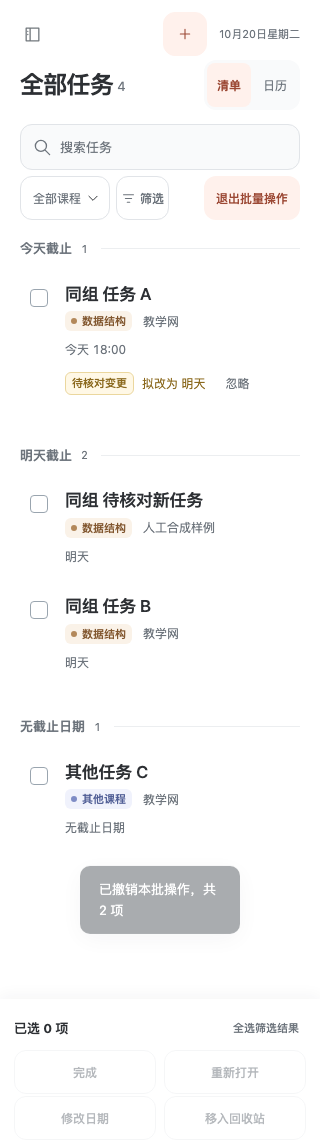 10月20日星期二
全部任务 4
清单 日历
搜索任务
全部课程 筛选 退出批量操作
今天截止 1
同组 任务 A
数据结构 教学网
今天 18:00
待核对变更 拟改为 明天 忽略
明天截止 2
同组 待核对新任务
数据结构 人工合成样例
明天
同组 任务 B
数据结构 教学网
明天
无截止日期 1
其他任务 C
其他课程 教学网
无截止日期
已撤销本批操作，共
2 项
已选 0 项 全选筛选结果
完成 重新打开
修改日期 移入回收站